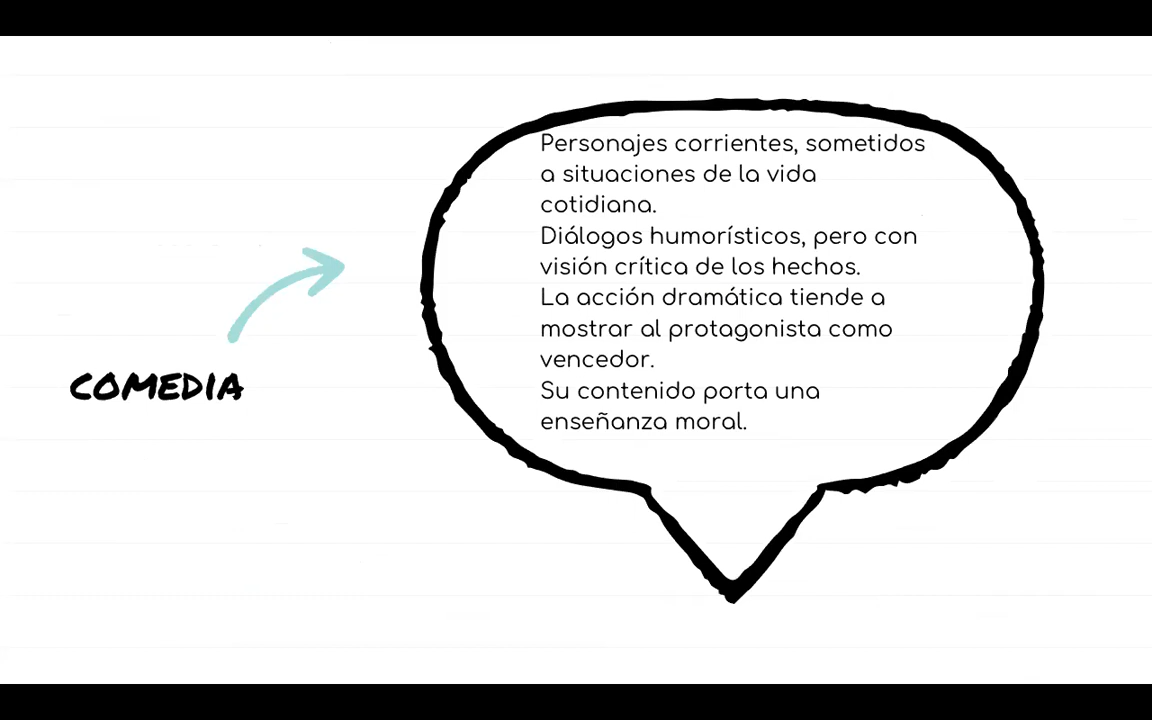 COMEDIA
Personajes corrientes, sometidos
a situaciones de la vida
cotidiana.
Diálogos humorísticos, pero con
visión crítica de los hechos.
La acción dramática tiende a
mostrar al protagonista como
vencedor.
Su contenido porta una
enseñanza moral.